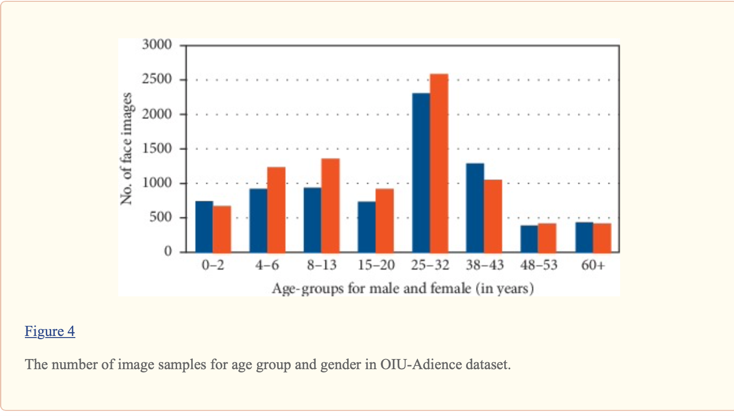 3000
2500
2000
1500
1000
500
0
No. of face images
0–2 4–6 8–13 15–20 25–32 38–43 48–53 60+
Age-groups for male and female (in years)
Figure 4
The number of image samples for age group and gender in OIU-Adience dataset.